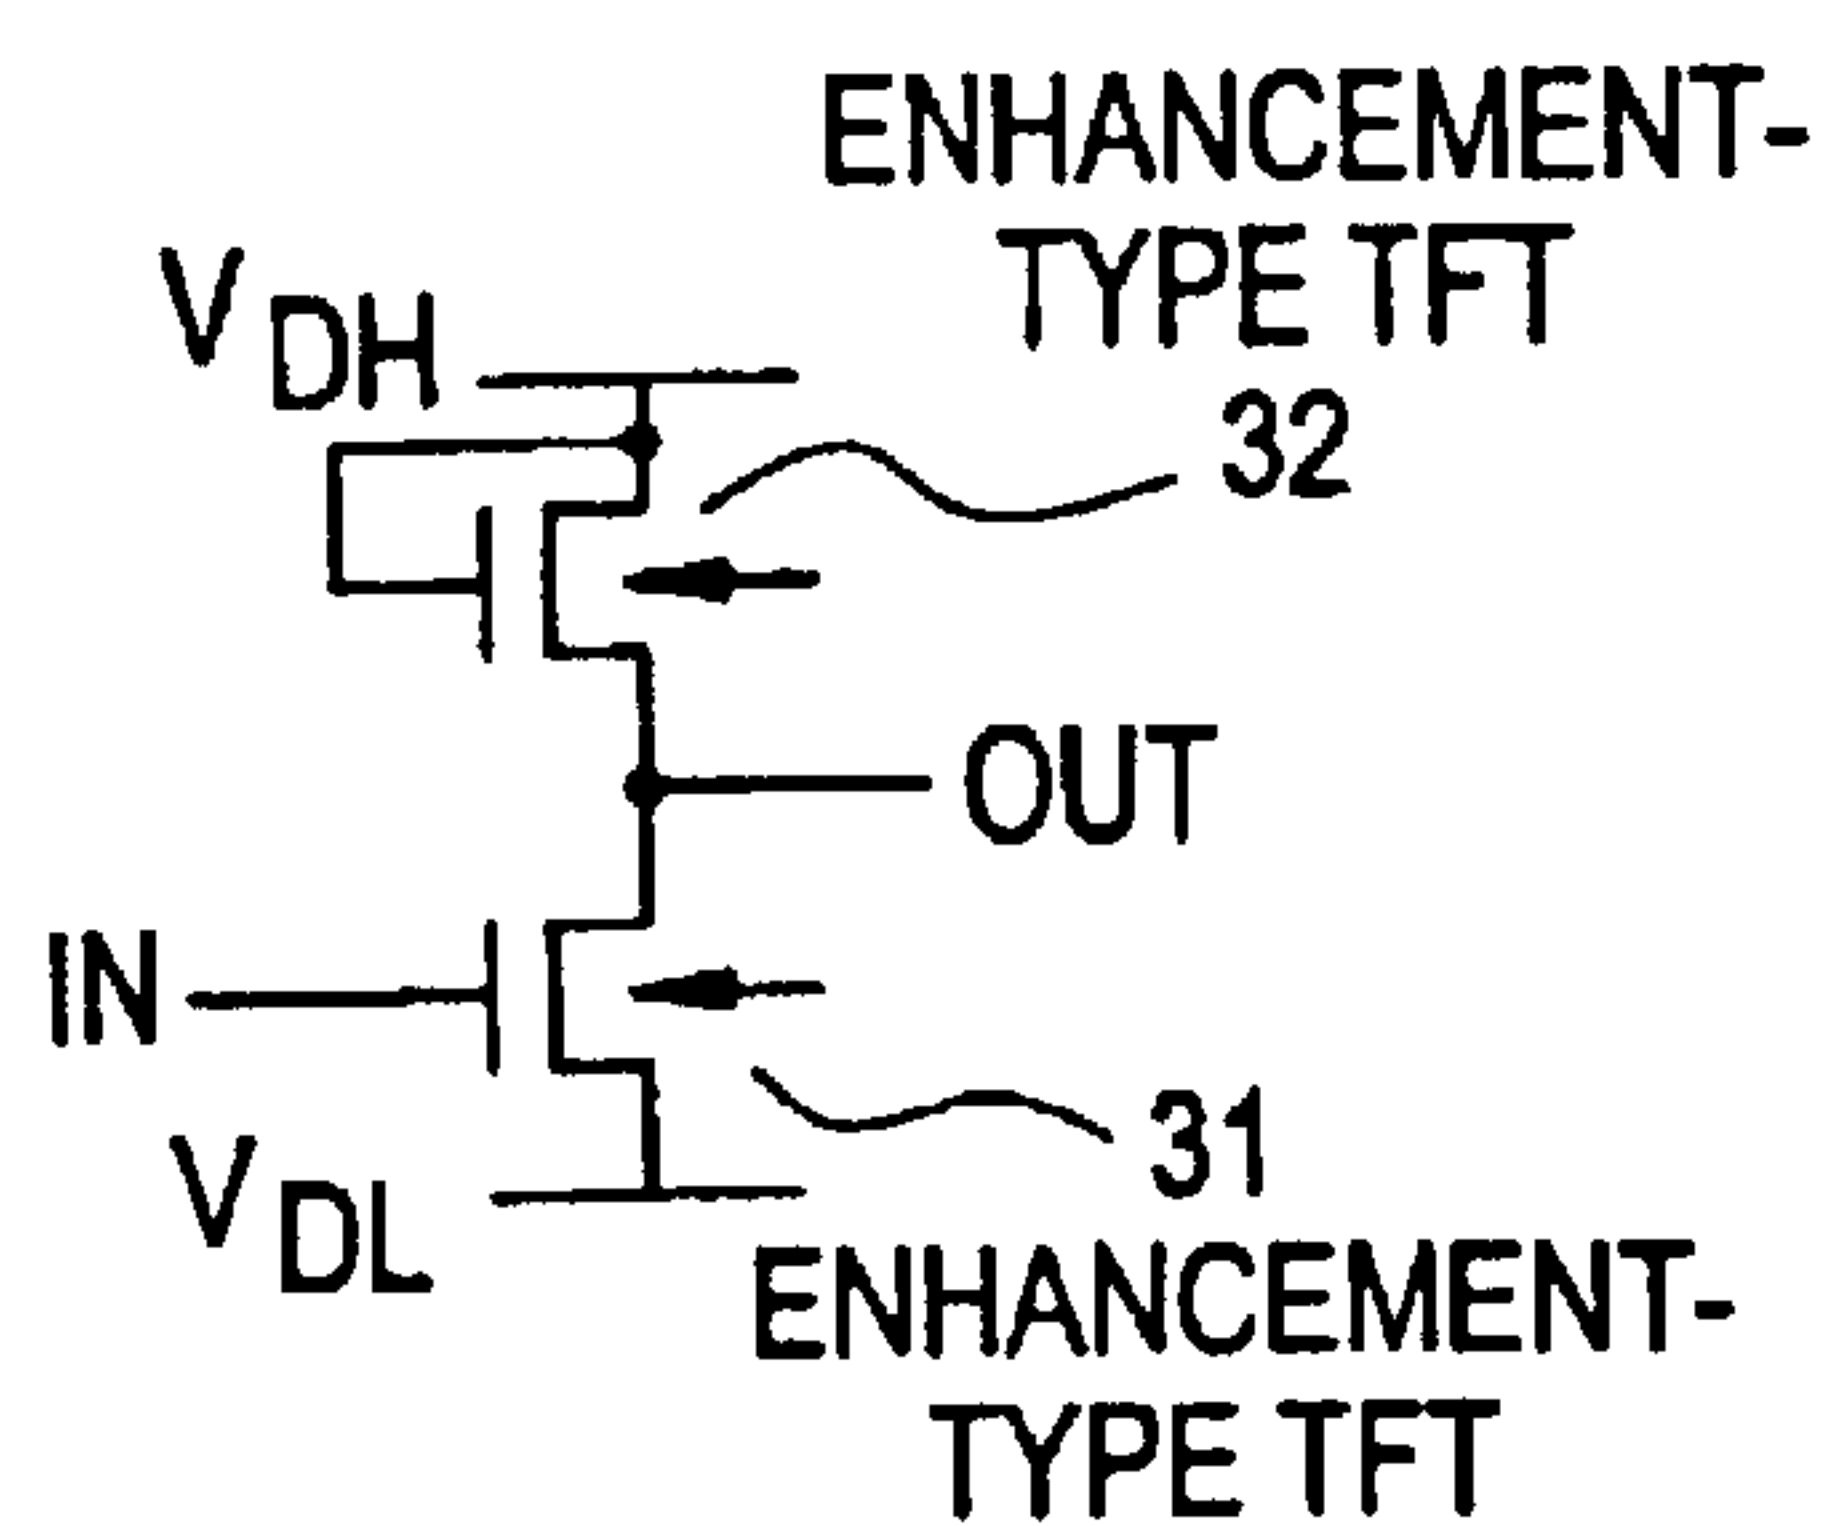 ENHANCEMENT-
TYPE TFT
V DH
32
OUT
IN
31
V DL
ENHANCEMENT-
TYPE TFT